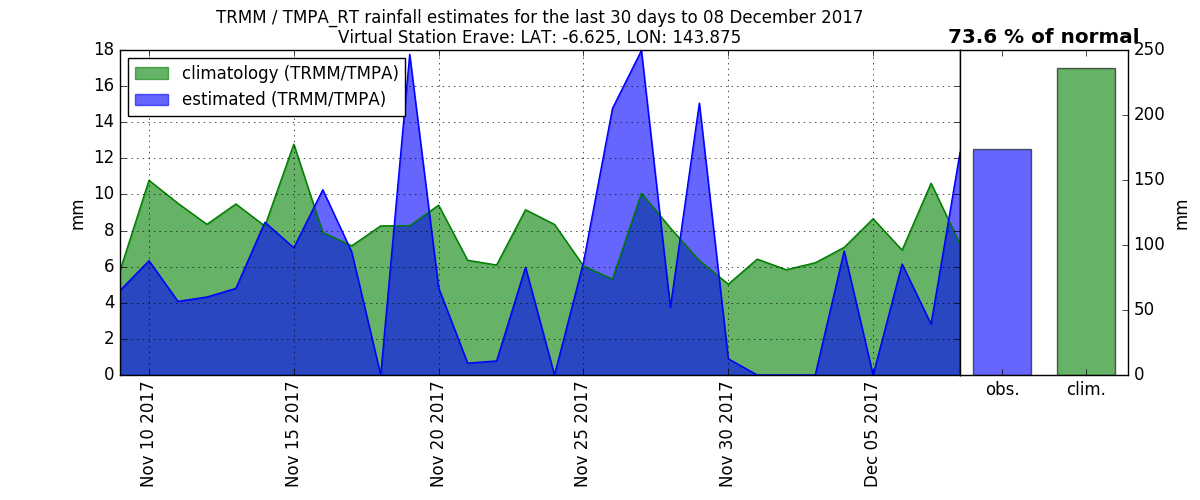 TRMM / TMPA_RT rainfall estimates for the last 30 days to 08 December 2017
Virtual Station Erave: LAT: -6.625, LON: 143.875
73.6 % of normal
climatology (TRMM/TMPA)
estimated (TRMM/TMPA)
mm
18
16
14
12
10
8
6
4
2
0
Nov 10 2017
Nov 15 2017
Nov 20 2017
Nov 25 2017
Nov 30 2017
Dec 05 2017
obs.
clim.
250
200
150
100
50
0
mm